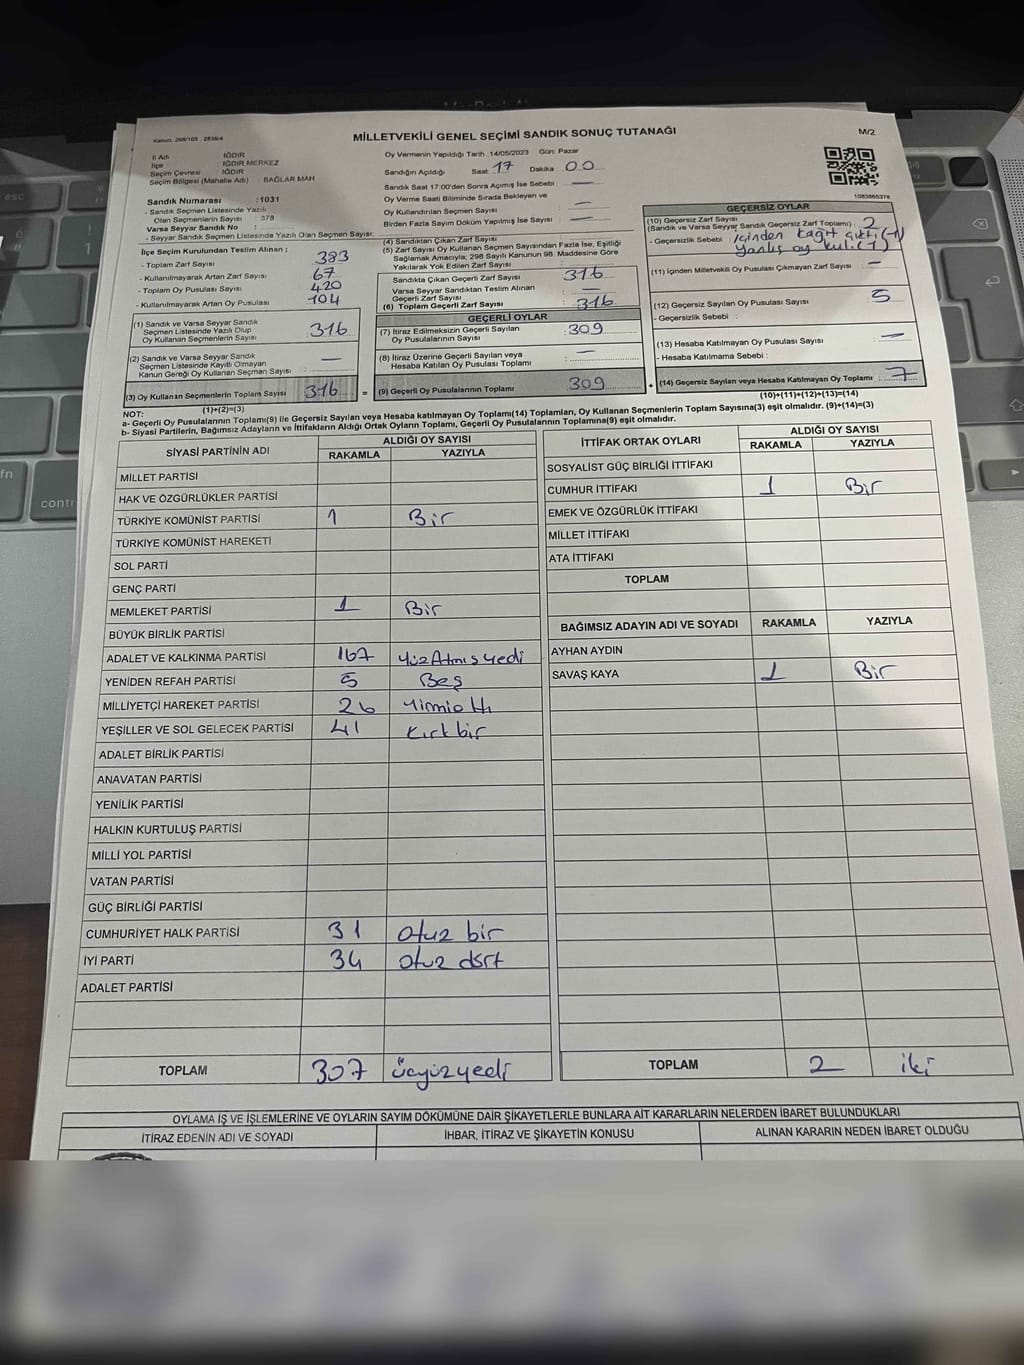 Kanun, 298/103 , 2839/4
MİLLETVEKİLİ GENEL SEÇİMİ SANDIK SONUÇ TUTANAĞI
M/2
İl Adı IĞDIR
İlçe IĞDIR MERKEZ
Seçim Çevresi IĞDIR
Seçim Bölgesi (Mahalle Adı) BAĞLAR MAH
Sandık Numarası :1031
- Sandık Seçmen Listesinde Yazılı
Olan Seçmenlerin Sayısı : 378
Varsa Seyyar Sandık No
- Seyyar Sandık Seçmen Listesinde Yazılı Olan Seçmen Sayısı:
İlçe Seçim Kurulundan Teslim Alınan ;
- Toplam Zarf Sayısı 383
- Kullanılmayarak Artan Zarf Sayısı 67
- Toplam Oy Pusulası 420
- Kullanılmayarak Artan Oy Pusulası 104
(1) Sandık ve Varsa Seyyar Sandık
Seçmen Listesinde Yazılı Olup
Oy Kullanan Seçmenlerin Sayısı : 316
(2) Sandık ve Varsa Seyyar Sandık
Seçmen Listesinde Kayıtlı Olmayan
Kanun Gereği Oy Kullanan Seçmen Sayısı : —
(3) Oy Kullanan Seçmenlerin Toplam Sayısı : 316 =
(1)+(2)=(3)
Oy Vermenin Yapıldığı Tarih :14/05/2023 Gün: Pazar
Sandığın Açıldığı Saat : 17 Dakika : 00
Sandık Saat 17:00'den Sonra Açılmış İse Sebebi : —
Oy Verme Saati Bitiminde Sırada Bekleyen ve
Oy Kullandırılan Seçmen Sayısı : —
Birden Fazla Sayım Döküm Yapılmış İse Sayısı : —
(4) Sandıktan Çıkan Zarf Sayısı
(5) Zarf Sayısı Oy Kullanan Seçmen Sayısından Fazla İse, Eşitliği
Sağlamak Amacıyla; 298 Sayılı Kanunun 98. Maddesine Göre
Yakılarak Yok Edilen Zarf Sayısı
Sandıkta Çıkan Geçerli Zarf Sayısı : 316
Varsa Seyyar Sandıktan Teslim Alınan
Geçerli Zarf Sayısı : —
(6) Toplam Geçerli Zarf Sayısı : 316
GEÇERLİ OYLAR
(7) İtiraz Edilmeksizin Geçerli Sayılan
Oy Pusulalarının Sayısı : 309
(8) İtiraz Üzerine Geçerli Sayılan veya
Hesaba Katılan Oy Pusulası Toplamı : —
(9) Geçerli Oy Pusulalarının Toplamı : 309 +
1083865378
GEÇERSİZ OYLAR
(10) Geçersiz Zarf Sayısı
(Sandık ve Varsa Seyyar Sandık Geçersiz Zarf Toplamı) : 2
- Geçersizlik Sebebi : içinden kağıt çıktı (-1)
Yanlış oy kul. (1)
(11) İçinden Milletvekili Oy Pusulası Çıkmayan Zarf Sayısı : —
(12) Geçersiz Sayılan Oy Pusulası Sayısı : 5
- Geçersizlik Sebebi :
(13) Hesaba Katılmayan Oy Pusulası Sayısı : —
- Hesaba Katılmama Sebebi :
(14) Geçersiz Sayılan veya Hesaba Katılmayan Oy Toplamı : 7
(10)+(11)+(12)+(13)=(14)
NOT:
a- Geçerli Oy Pusulalarının Toplamı(9) ile Geçersiz Sayılan veya Hesaba katılmayan Oy Toplamı(14) Toplamları, Oy Kullanan Seçmenlerin Toplam Sayısına(3) eşit olmalıdır. (9)+(14)=(3)
b- Siyasi Partilerin, Bağımsız Adayların ve İttifakların Aldığı Ortak Oyların Toplamı, Geçerli Oy Pusulalarının Toplamına(9) eşit olmalıdır.
SİYASİ PARTİNİN ADI ALDIĞI OY SAYISI
RAKAMLA YAZIYLA
MİLLET PARTİSİ
HAK VE ÖZGÜRLÜKLER PARTİSİ
TÜRKİYE KOMÜNİST PARTİSİ 1 Bir
TÜRKİYE KOMÜNİST HAREKETİ
SOL PARTİ
GENÇ PARTİ
MEMLEKET PARTİSİ 1 Bir
BÜYÜK BİRLİK PARTİSİ
ADALET VE KALKINMA PARTİSİ 167 YüzAtmışyedi
YENİDEN REFAH PARTİSİ 5 Beş
MİLLİYETÇİ HAREKET PARTİSİ 26 Yirmialtı
YEŞİLLER VE SOL GELECEK PARTİSİ 41 Kırkbir
ADALET BİRLİK PARTİSİ
ANAVATAN PARTİSİ
YENİLİK PARTİSİ
HALKIN KURTULUŞ PARTİSİ
MİLLİ YOL PARTİSİ
VATAN PARTİSİ
GÜÇ BİRLİĞİ PARTİSİ
CUMHURİYET HALK PARTİSİ 31 Otuz bir
İYİ PARTİ 34 Otuz dört
ADALET PARTİSİ
TOPLAM 307 üçyüzyedi
İTTİFAK ORTAK OYLARI ALDIĞI OY SAYISI
RAKAMLA YAZIYLA
SOSYALİST GÜÇ BİRLİĞİ İTTİFAKI
CUMHUR İTTİFAKI 1 Bir
EMEK VE ÖZGÜRLÜK İTTİFAKI
MİLLET İTTİFAKI
ATA İTTİFAKI
TOPLAM
BAĞIMSIZ ADAYIN ADI VE SOYADI RAKAMLA YAZIYLA
AYHAN AYDIN
SAVAŞ KAYA 1 Bir
TOPLAM 2 iki
OYLAMA İŞ VE İŞLEMLERİNE VE OYLARIN SAYIM DÖKÜMÜNE DAİR ŞİKAYETLERLE BUNLARA AİT KARARLARIN NELERDEN İBARET BULUNDUKLARI
İTİRAZ EDENİN ADI VE SOYADI İHBAR, İTİRAZ VE ŞİKAYETİN KONUSU ALINAN KARARIN NEDEN İBARET OLDUĞU
esc
fn
contr